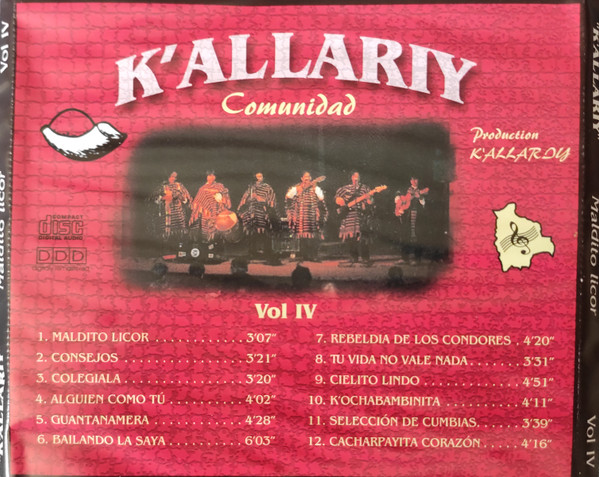 K'ALLARIY
Comunidad
Production
K'ALLARIY
COMPACT
disc
DIGITAL AUDIO
DDD
Vol IV
1. MALDITO LICOR . . . . . . . . . . . . 3'07"
2. CONSEJOS . . . . . . . . . . . . . . . . 3'21"
3. COLEGIALA . . . . . . . . . . . . . . . 3'20"
4. ALGUIEN COMO TÚ . . . . . . . . . 4'02"
5. GUANTANAMERA . . . . . . . . . . . 4'28"
6. BAILANDO LA SAYA . . . . . . . . . 6'03"
7. REBELDIA DE LOS CONDORES . 4'20"
8. TU VIDA NO VALE NADA . . . . . . 3'31"
9. CIELITO LINDO . . . . . . . . . . . . 4'51"
10. K'OCHABAMBINITA . . . . . . . . . 4'11"
11. SELECCIÓN DE CUMBIAS . . . . . 3'39"
12. CACHARPAYITA CORAZÓN . . . . . 4'16"
K'ALLARIY Maldito licor Vol IV
"K'ALLARIY" Maldito licor Vol IV